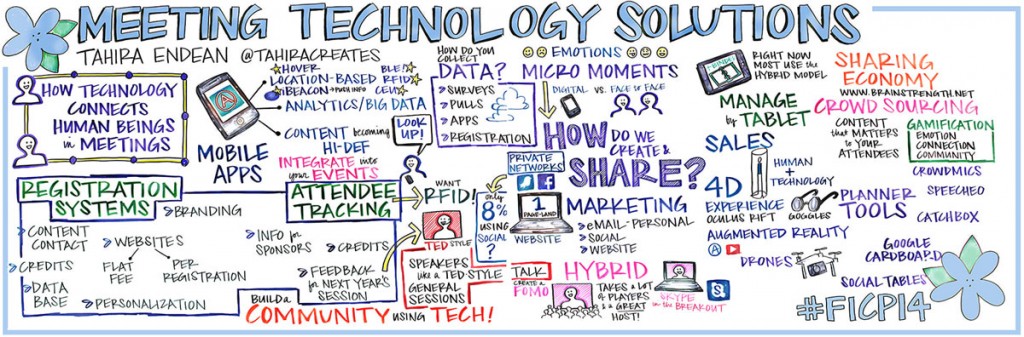 MEETING TECHNOLOGY SOLUTIONS
TAHIRA ENDEAN @TAHIRACREATES
HOW TECHNOLOGY
CONNECTS
HUMAN BEINGS
in MEETINGS
HOVER BLE!
LOCATION-BASED RFID
iBEACON
ANALYTICS/BIG DATA
MOBILE
APPS
CONTENT becoming
HI-DEF
INTEGRATE into
your EVENTS
LOOK
UP!
HOW DO YOU
COLLECT
DATA?
SURVEYS
PULLS
APPS
REGISTRATION
EMOTIONS
MICRO MOMENTS
DIGITAL vs. FACE to FACE
HOW DO WE
CREATE &
SHARE?
RIGHT NOW
MOST USE the
HYBRID MODEL
SHARING
ECONOMY
WWW.BRAINSTRENGTH.NET
MANAGE
by TABLET
CROWD SOURCING
CONTENT
that MATTERS
to YOUR
ATTENDEES
GAMIFICATION
EMOTION
CONNECTION
COMMUNITY
SALES
HUMAN
+
TECHNOLOGY
4D
EXPERIENCE
OCULUS RIFT
GOGGLES
AUGMENTED REALITY
DRONES
CROWDMICS
SPEECHEO
PLANNER
TOOLS
CATCHBOX
GOOGLE
CARDBOARD
SOCIAL TABLES
REGISTRATION
SYSTEMS
BRANDING
CONTENT
CONTACT
WEBSITES
FLAT
FEE
PER
REGISTRATION
CREDITS
DATA
BASE
PERSONALIZATION
ATTENDEE
TRACKING
INFO for
SPONSORS
CREDITS
FEEDBACK
for NEXT YEAR'S
SESSION
WANT
RFID!
TED STYLE
only
8%
USING
SOCIAL
?
PRIVATE
NETWORKS
1
PAGE-LAND
WEBSITE
MARKETING
eMAIL-PERSONAL
SOCIAL
WEBSITE
SPEAKERS
like a TED-STYLE
GENERAL
SESSIONS
TALK
CREATE a
FOMO
HYBRID
TAKES A LOT
of PLAYERS
& a GREAT
HOST!
SKYPE
in the BREAKOUT
BUILD a
COMMUNITY USING TECH!
#FICP14